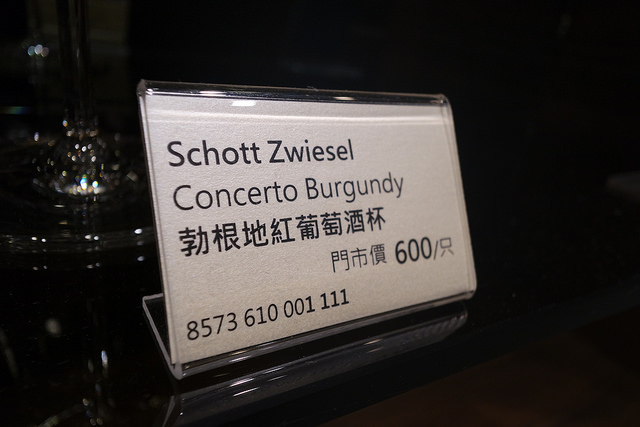 Schott Zwiesel
Concerto Burgundy
勃根地紅葡萄酒杯
門市價 600/只
8573 610 001 111